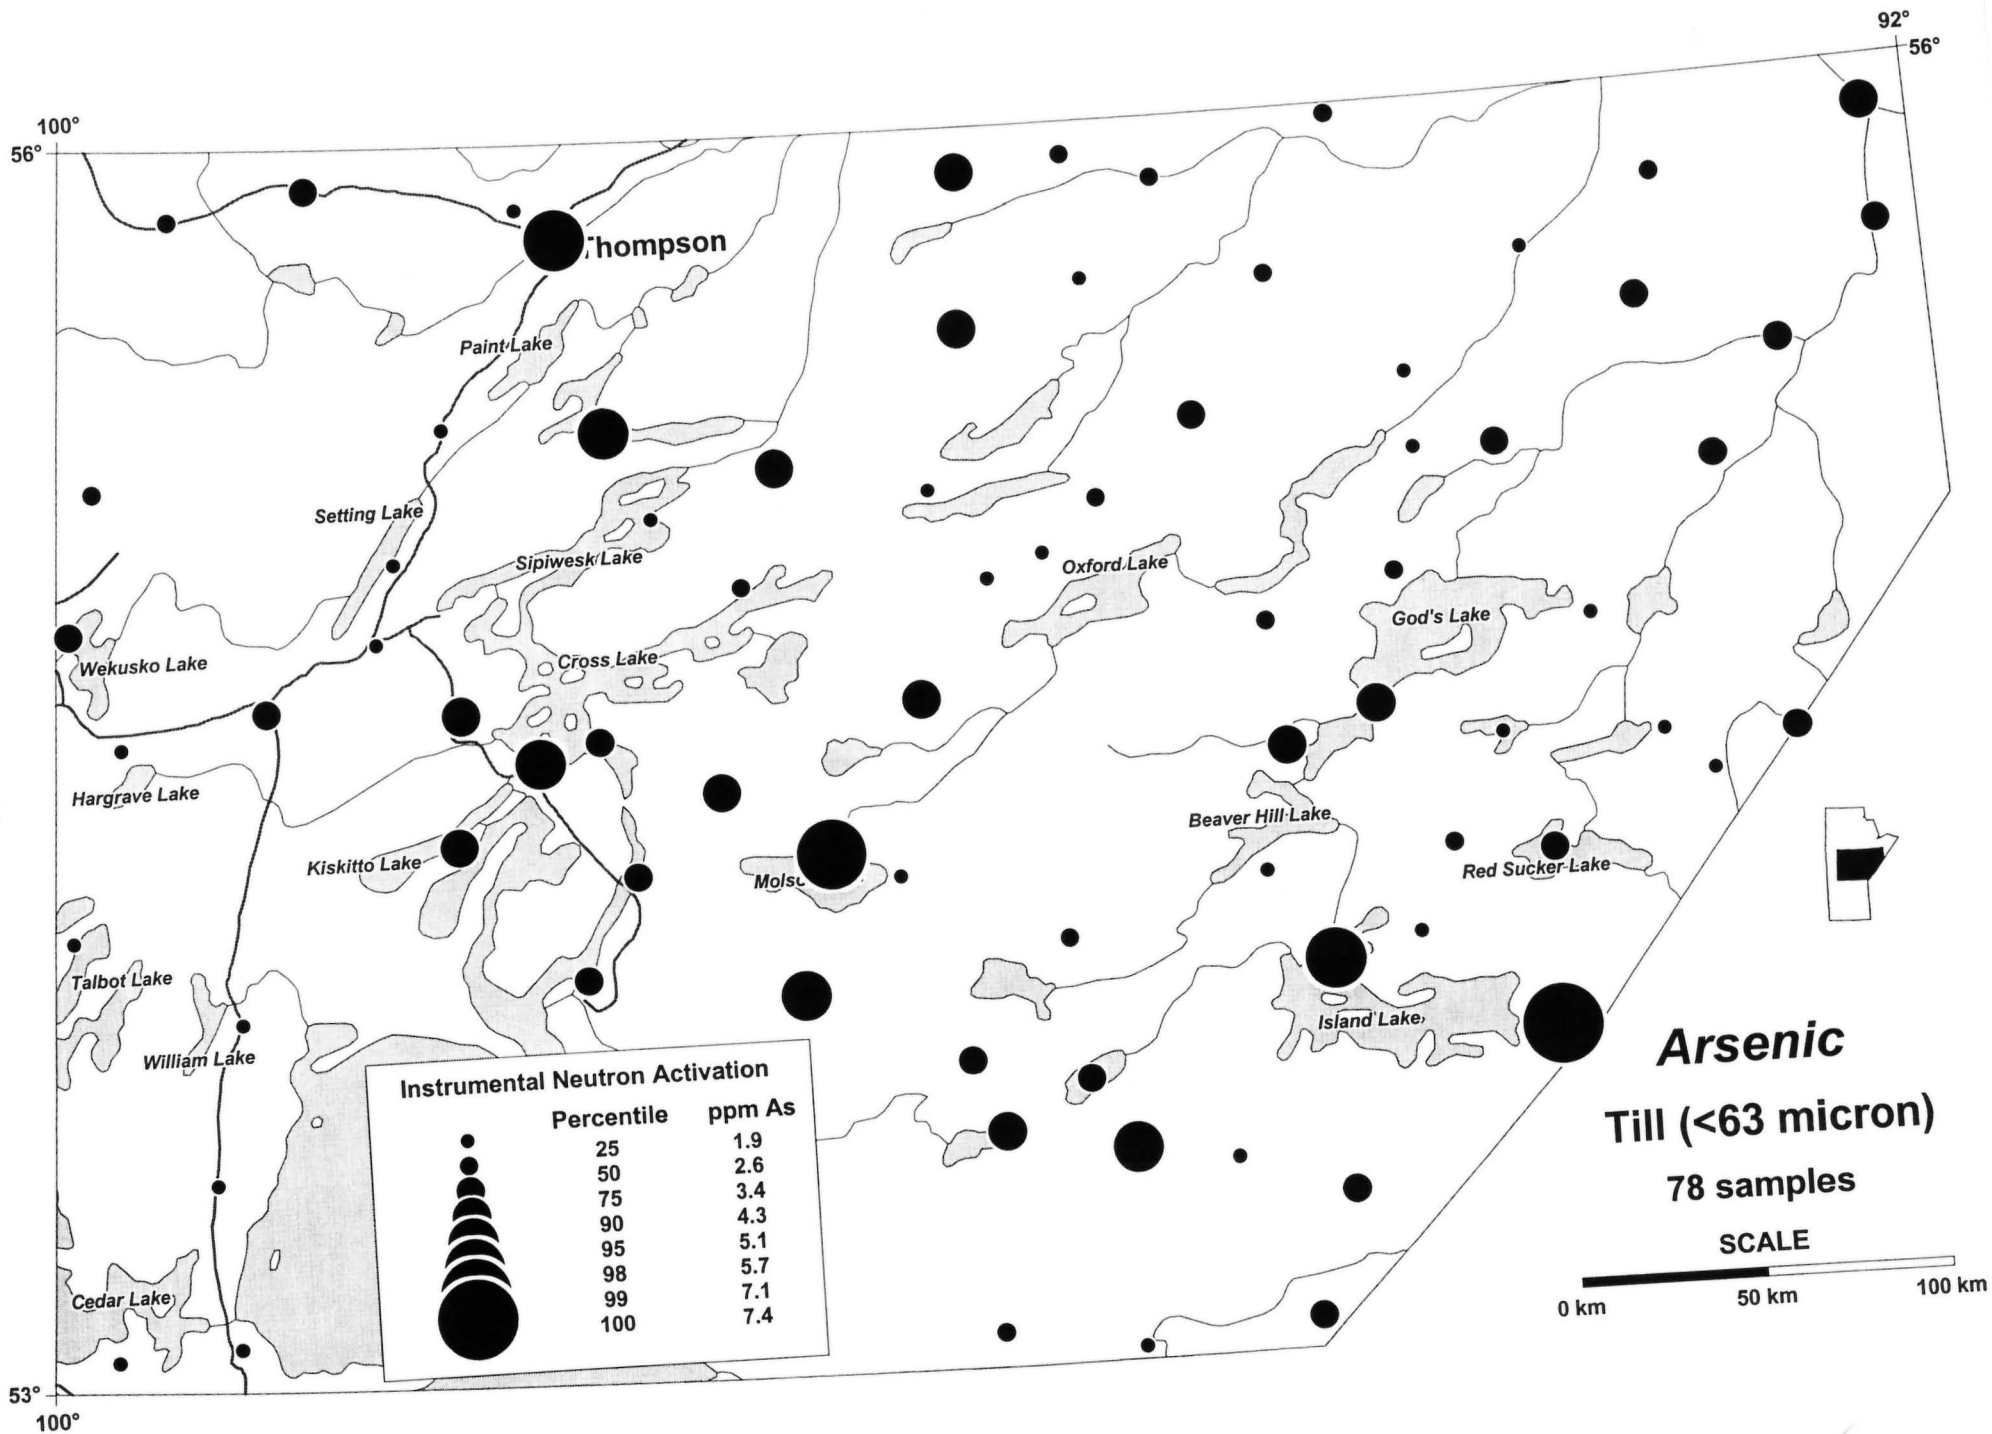 92°
56°
100°
56°
Thompson
Paint Lake
Setting Lake
Sipiwesk Lake
Oxford Lake
God's Lake
Wekusko Lake
Cross Lake
Hargrave Lake
Beaver Hill Lake
Kiskitto Lake
Red Sucker Lake
Talbot Lake
Island Lake
William Lake
Cedar Lake
53°
100°
Instrumental Neutron Activation
Percentile ppm As
25 1.9
50 2.6
75 3.4
90 4.3
95 5.1
98 5.7
99 7.1
100 7.4
Arsenic
Till (<63 micron)
78 samples
SCALE
0 km 50 km 100 km